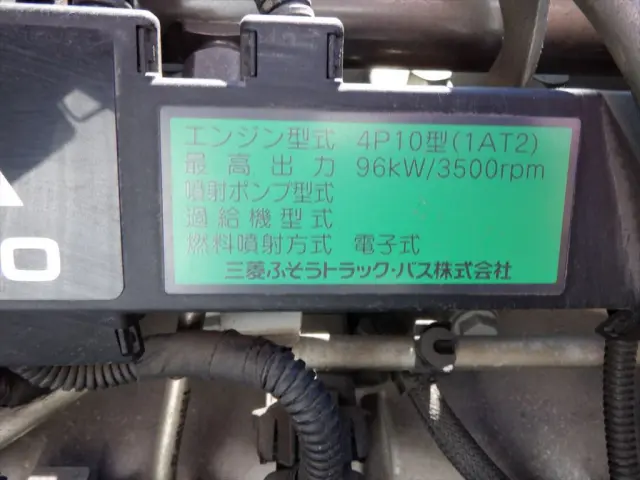 エンジン型式 4P10型(1AT2)
最高出力 96kW/3500rpm
噴射ポンプ型式
過給機型式
燃料噴射方式 電子式
三菱ふそうトラック・バス株式会社